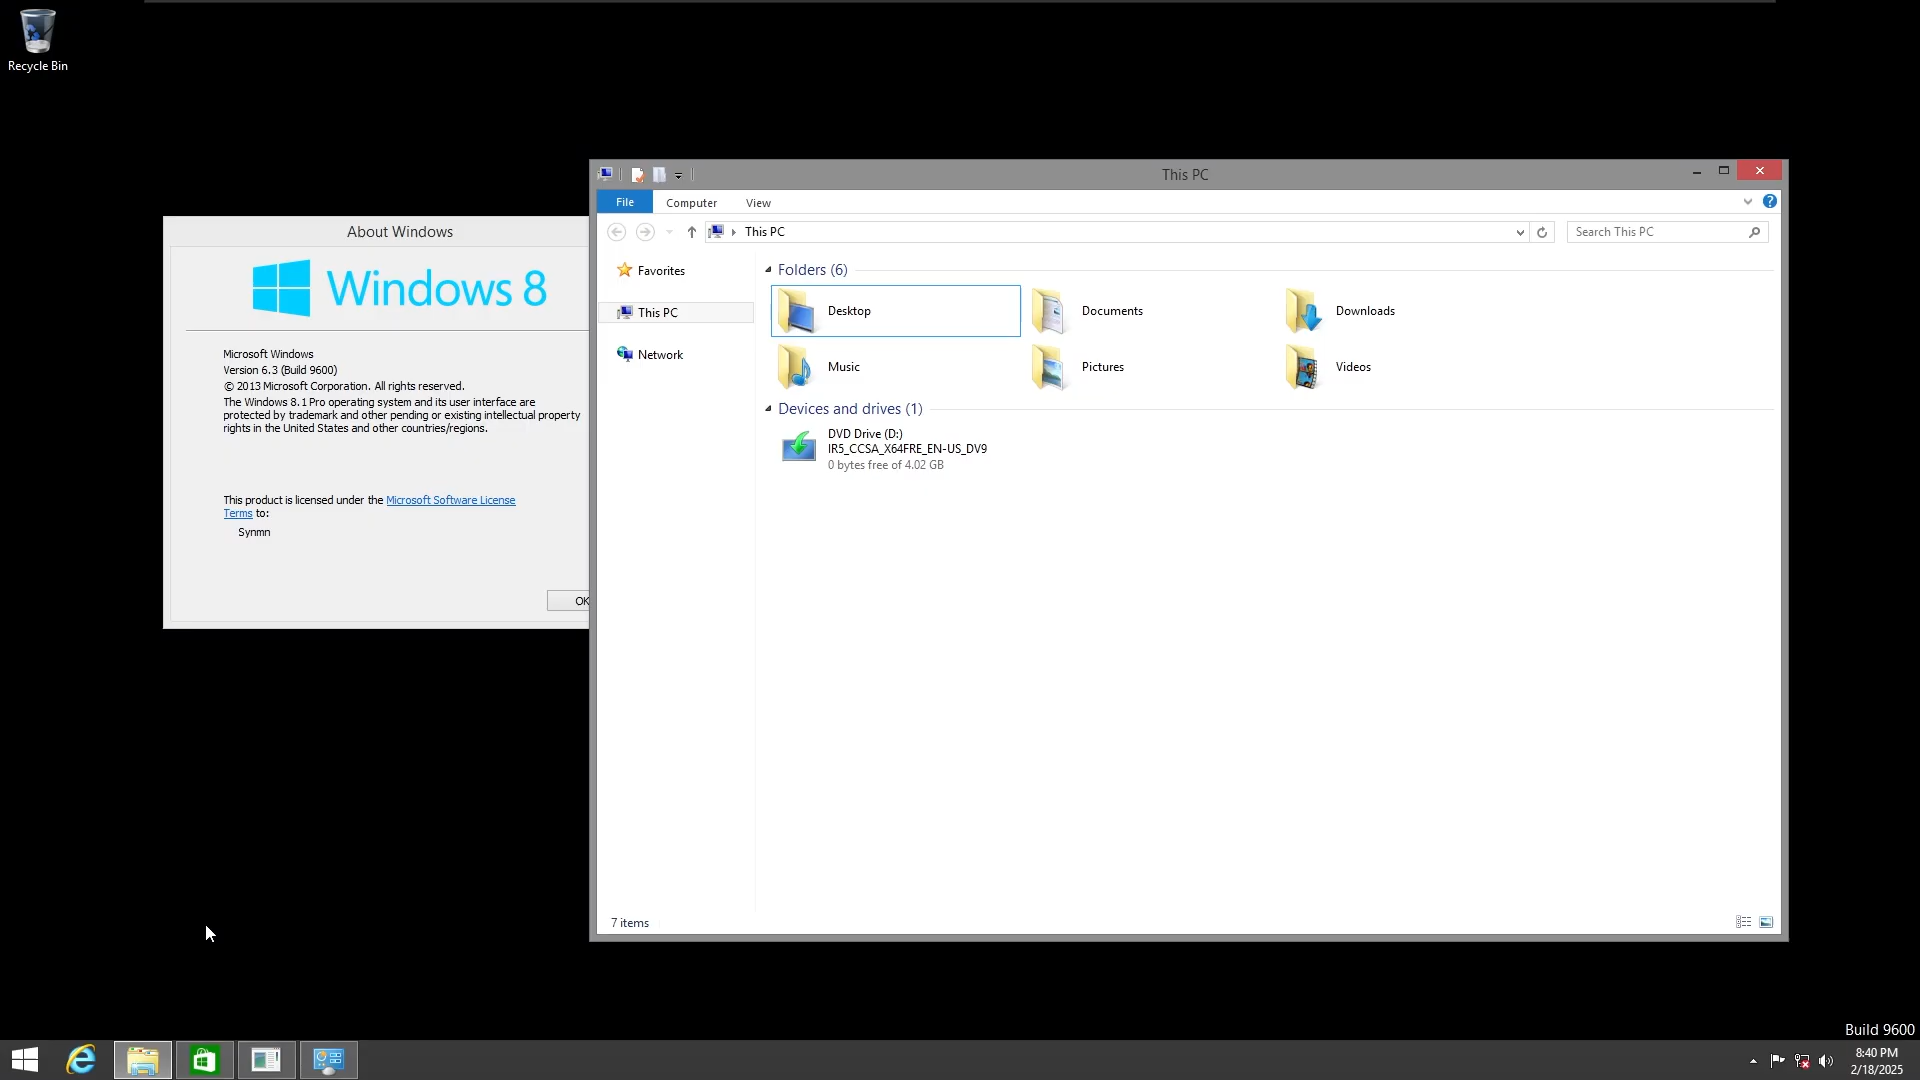 Recycle Bin
About Windows
Windows 8
Microsoft Windows
Version 6.3 (Build 9600)
© 2013 Microsoft Corporation. All rights reserved.
The Windows 8.1 Pro operating system and its user interface are
protected by trademark and other pending or existing intellectual property
rights in the United States and other countries/regions.
This product is licensed under the Microsoft Software License
Terms to:
Synmn
OK
This PC
File Computer View
This PC
Search This PC
Favorites
This PC
Network
Folders (6)
Desktop
Documents
Downloads
Music
Pictures
Videos
Devices and drives (1)
DVD Drive (D:)
IR5_CCSA_X64FRE_EN-US_DV9
0 bytes free of 4.02 GB
7 items
Build 9600
8:40 PM
2/18/2025